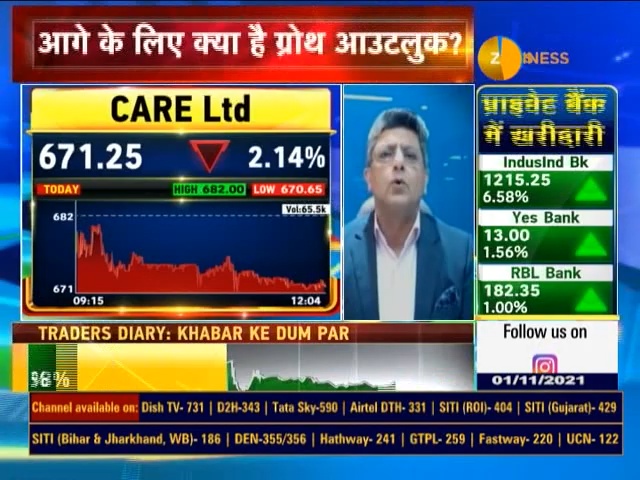 आगे के लिए क्या है ग्रोथ आउटलुक?
BUSINESS
CARE Ltd
671.25 2.14%
TODAY HIGH 682.00 LOW 670.65
Vol:65.5k
682
671
09:15 12:04
प्राइवेट बैंक
में खरीदारी
IndusInd Bk
1215.25
6.58%
Yes Bank
13.00
1.56%
RBL Bank
182.35
1.00%
TRADERS DIARY: KHABAR KE DUM PAR
Follow us on
01/11/2021
Channel available on: Dish TV- 731 | D2H-343 | Tata Sky-590 | Airtel DTH- 331 | SITI (ROI)- 404 | SITI (Gujarat)- 429
SITI (Bihar & Jharkhand, WB)- 186 | DEN-355/356 | Hathway- 241 | GTPL- 259 | Fastway- 220 | UCN- 122